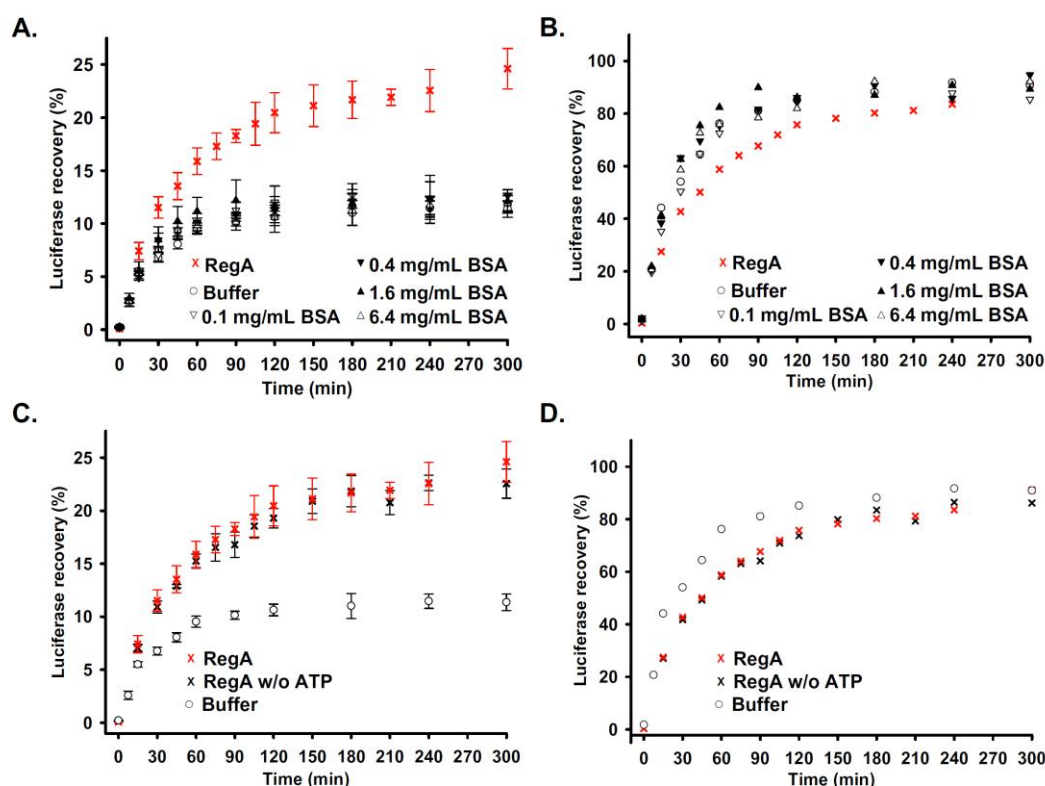 A.
Luciferase recovery (%)
25
20
15
10
5
0
RegA
Buffer
0.1 mg/mL BSA
0.4 mg/mL BSA
1.6 mg/mL BSA
6.4 mg/mL BSA
0 30 60 90 120 150 180 210 240 270 300
Time (min)
B.
Luciferase recovery (%)
100
80
60
40
20
0
RegA
Buffer
0.1 mg/mL BSA
0.4 mg/mL BSA
1.6 mg/mL BSA
6.4 mg/mL BSA
0 30 60 90 120 150 180 210 240 270 300
Time (min)
C.
Luciferase recovery (%)
25
20
15
10
5
0
RegA
RegA w/o ATP
Buffer
0 30 60 90 120 150 180 210 240 270 300
Time (min)
D.
Luciferase recovery (%)
100
80
60
40
20
0
RegA
RegA w/o ATP
Buffer
0 30 60 90 120 150 180 210 240 270 300
Time (min)